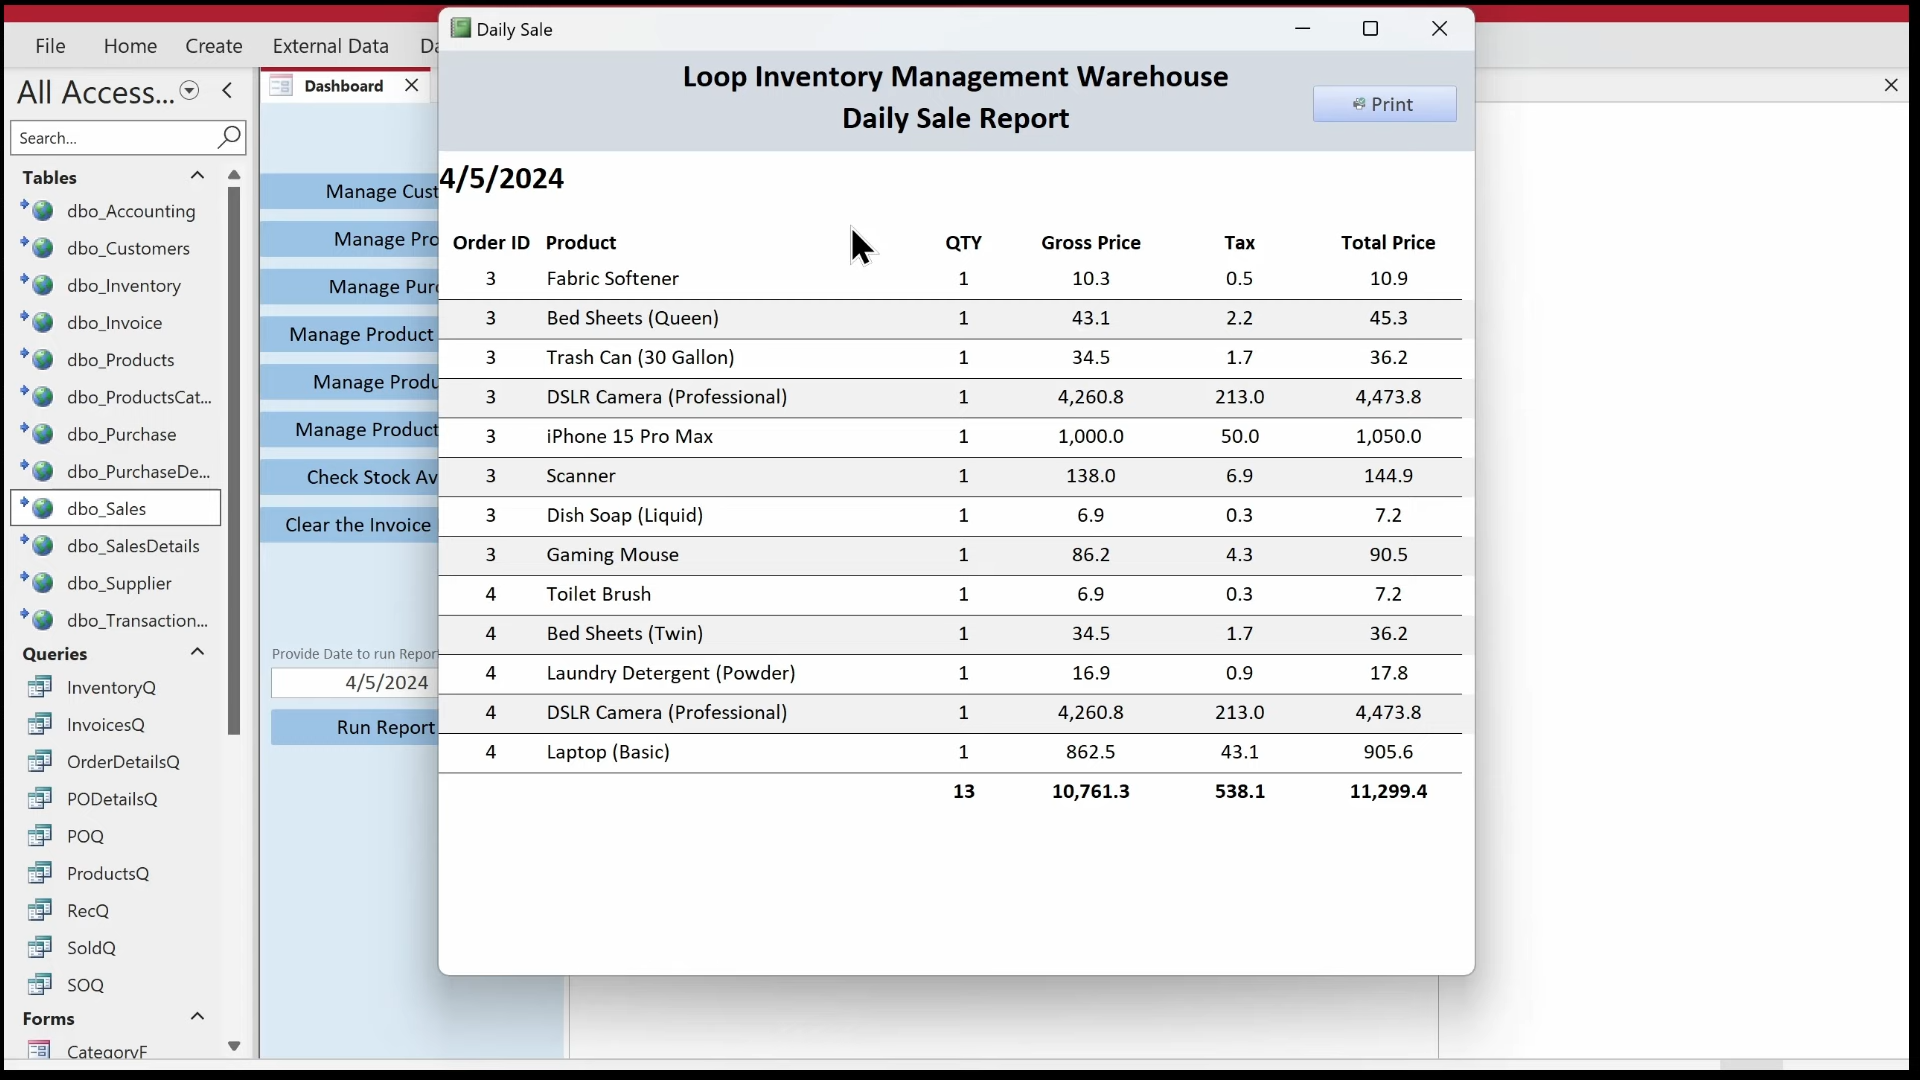 Daily Sale
File Home Create External Data Da
All Access...
Dashboard
Search...
Tables
dbo_Accounting
dbo_Customers
dbo_Inventory
dbo_Invoice
dbo_Products
dbo_ProductsCat...
dbo_Purchase
dbo_PurchaseDe...
dbo_Sales
dbo_SalesDetails
dbo_Supplier
dbo_Transaction...
Queries
InventoryQ
InvoicesQ
OrderDetailsQ
PODetailsQ
POQ
ProductsQ
RecQ
SoldQ
SOQ
Forms
CategoryF
Manage Cust
Manage Pro
Manage Purc
Manage Product
Manage Produ
Manage Product
Check Stock Av
Clear the Invoice
Provide Date to run Repor
4/5/2024
Run Report
Loop Inventory Management Warehouse
Daily Sale Report
Print
4/5/2024
Order ID Product QTY Gross Price Tax Total Price
3 Fabric Softener 1 10.3 0.5 10.9
3 Bed Sheets (Queen) 1 43.1 2.2 45.3
3 Trash Can (30 Gallon) 1 34.5 1.7 36.2
3 DSLR Camera (Professional) 1 4,260.8 213.0 4,473.8
3 iPhone 15 Pro Max 1 1,000.0 50.0 1,050.0
3 Scanner 1 138.0 6.9 144.9
3 Dish Soap (Liquid) 1 6.9 0.3 7.2
3 Gaming Mouse 1 86.2 4.3 90.5
4 Toilet Brush 1 6.9 0.3 7.2
4 Bed Sheets (Twin) 1 34.5 1.7 36.2
4 Laundry Detergent (Powder) 1 16.9 0.9 17.8
4 DSLR Camera (Professional) 1 4,260.8 213.0 4,473.8
4 Laptop (Basic) 1 862.5 43.1 905.6
13 10,761.3 538.1 11,299.4